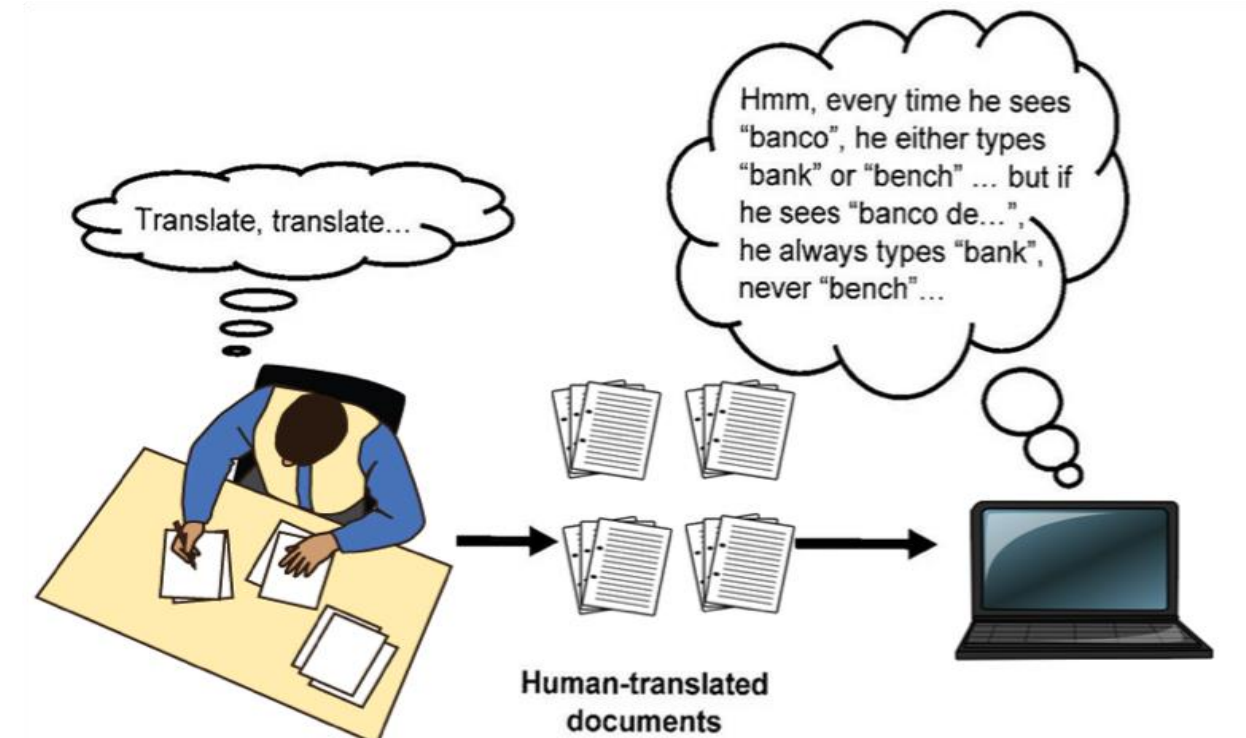 Translate, translate...
Hmm, every time he sees
“banco”, he either types
“bank” or “bench” ... but if
he sees “banco de...”,
he always types “bank”,
never “bench”...
Human-translated
documents